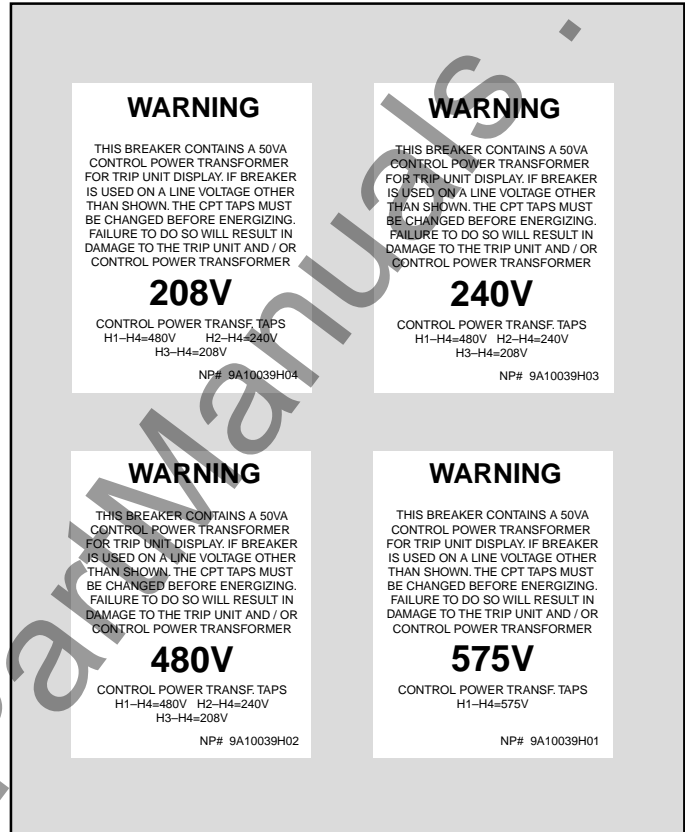 WARNING
THIS BREAKER CONTAINS A 50VA
CONTROL POWER TRANSFORMER
FOR TRIP UNIT DISPLAY. IF BREAKER
IS USED ON A LINE VOLTAGE OTHER
THAN SHOWN. THE CPT TAPS MUST
BE CHANGED BEFORE ENERGIZING.
FAILURE TO DO SO WILL RESULT IN
DAMAGE TO THE TRIP UNIT AND / OR
CONTROL POWER TRANSFORMER
208V
CONTROL POWER TRANSF. TAPS
H1–H4=480V H2–H4=240V
H3–H4=208V
NP# 9A10039H04
WARNING
THIS BREAKER CONTAINS A 50VA
CONTROL POWER TRANSFORMER
FOR TRIP UNIT DISPLAY. IF BREAKER
IS USED ON A LINE VOLTAGE OTHER
THAN SHOWN. THE CPT TAPS MUST
BE CHANGED BEFORE ENERGIZING.
FAILURE TO DO SO WILL RESULT IN
DAMAGE TO THE TRIP UNIT AND / OR
CONTROL POWER TRANSFORMER
240V
CONTROL POWER TRANSF. TAPS
H1–H4=480V H2–H4=240V
H3–H4=208V
NP# 9A10039H03
WARNING
THIS BREAKER CONTAINS A 50VA
CONTROL POWER TRANSFORMER
FOR TRIP UNIT DISPLAY. IF BREAKER
IS USED ON A LINE VOLTAGE OTHER
THAN SHOWN. THE CPT TAPS MUST
BE CHANGED BEFORE ENERGIZING.
FAILURE TO DO SO WILL RESULT IN
DAMAGE TO THE TRIP UNIT AND / OR
CONTROL POWER TRANSFORMER
480V
CONTROL POWER TRANSF. TAPS
H1–H4=480V H2–H4=240V
H3–H4=208V
NP# 9A10039H02
WARNING
THIS BREAKER CONTAINS A 50VA
CONTROL POWER TRANSFORMER
FOR TRIP UNIT DISPLAY. IF BREAKER
IS USED ON A LINE VOLTAGE OTHER
THAN SHOWN. THE CPT TAPS MUST
BE CHANGED BEFORE ENERGIZING.
FAILURE TO DO SO WILL RESULT IN
DAMAGE TO THE TRIP UNIT AND / OR
CONTROL POWER TRANSFORMER
575V
CONTROL POWER TRANSF. TAPS
H1–H4=575V
NP# 9A10039H01
PartManuals .